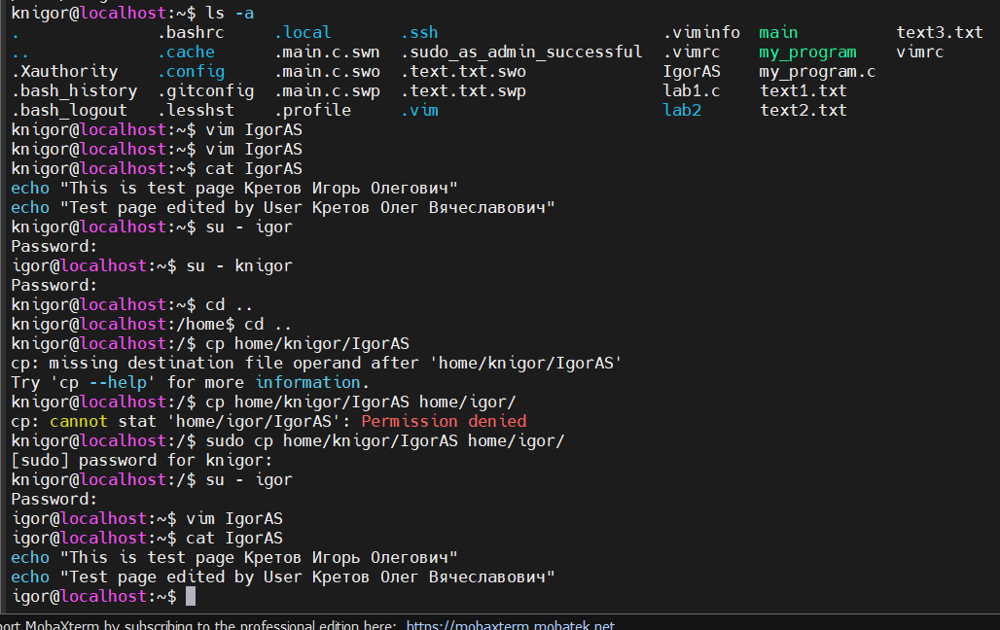 knigor@localhost:~$ ls -a
. .bashrc .local .ssh .viminfo main text3.txt
.. .cache .main.c.swn .sudo_as_admin_successful .vimrc my_program vimrc
.Xauthority .config .main.c.swo .text.txt.swo IgorAS my_program.c
.bash_history .gitconfig .main.c.swp .text.txt.swp lab1.c text1.txt
.bash_logout .lesshst .profile .vim lab2 text2.txt
knigor@localhost:~$ vim IgorAS
knigor@localhost:~$ vim IgorAS
knigor@localhost:~$ cat IgorAS
echo "This is test page Кретов Игорь Олегович"
echo "Test page edited by User Кретов Олег Вячеславович"
knigor@localhost:~$ su - igor
Password:
igor@localhost:~$ su - knigor
Password:
knigor@localhost:~$ cd ..
knigor@localhost:/home$ cd ..
knigor@localhost:/$ cp home/knigor/IgorAS
cp: missing destination file operand after 'home/knigor/IgorAS'
Try 'cp --help' for more information.
knigor@localhost:/$ cp home/knigor/IgorAS home/igor/
cp: cannot stat 'home/igor/IgorAS': Permission denied
knigor@localhost:/$ sudo cp home/knigor/IgorAS home/igor/
[sudo] password for knigor:
knigor@localhost:/$ su - igor
Password:
igor@localhost:~$ vim IgorAS
igor@localhost:~$ cat IgorAS
echo "This is test page Кретов Игорь Олегович"
echo "Test page edited by User Кретов Олег Вячеславович"
igor@localhost:~$
ort MobaXterm by subscribing to the professional edition here: https://mobaxterm.mobatek.net